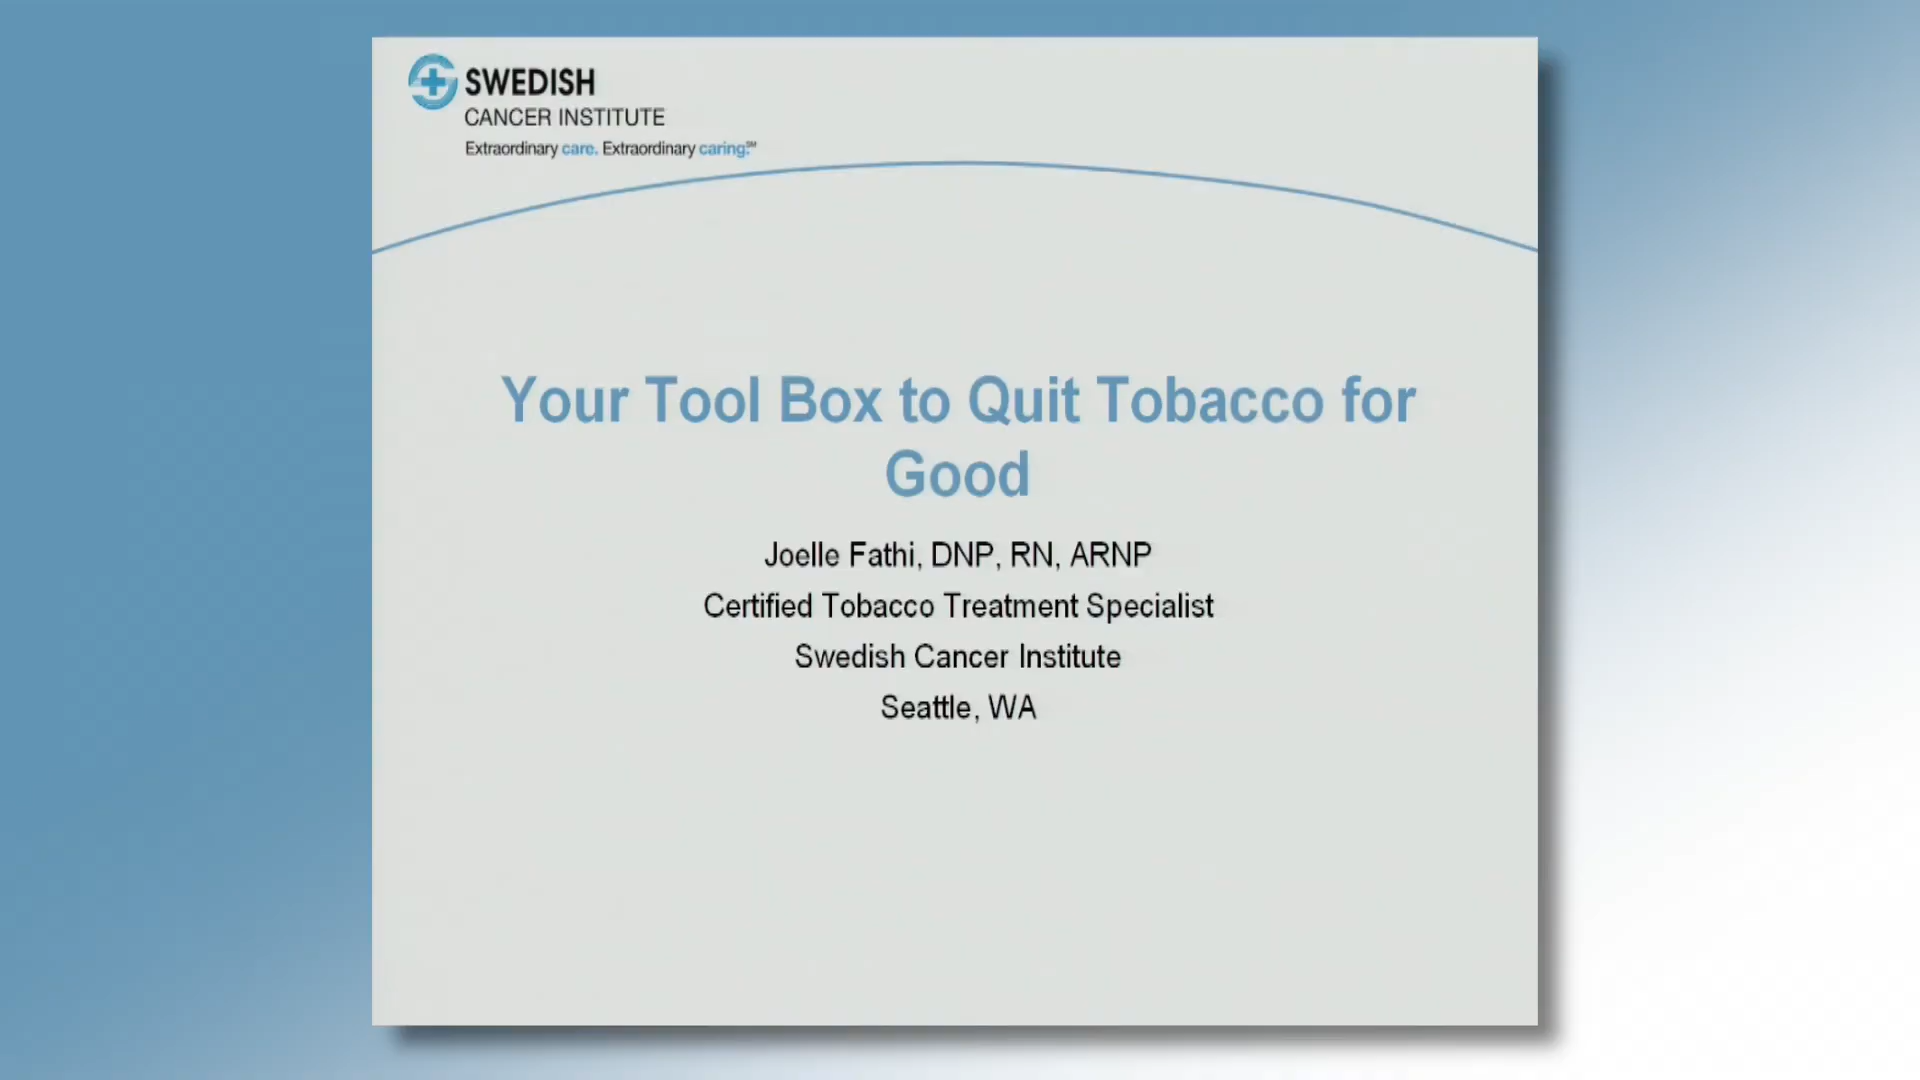 SWEDISH
CANCER INSTITUTE
Extraordinary care. Extraordinary caring.℠
Your Tool Box to Quit Tobacco for
Good
Joelle Fathi, DNP, RN, ARNP
Certified Tobacco Treatment Specialist
Swedish Cancer Institute
Seattle, WA